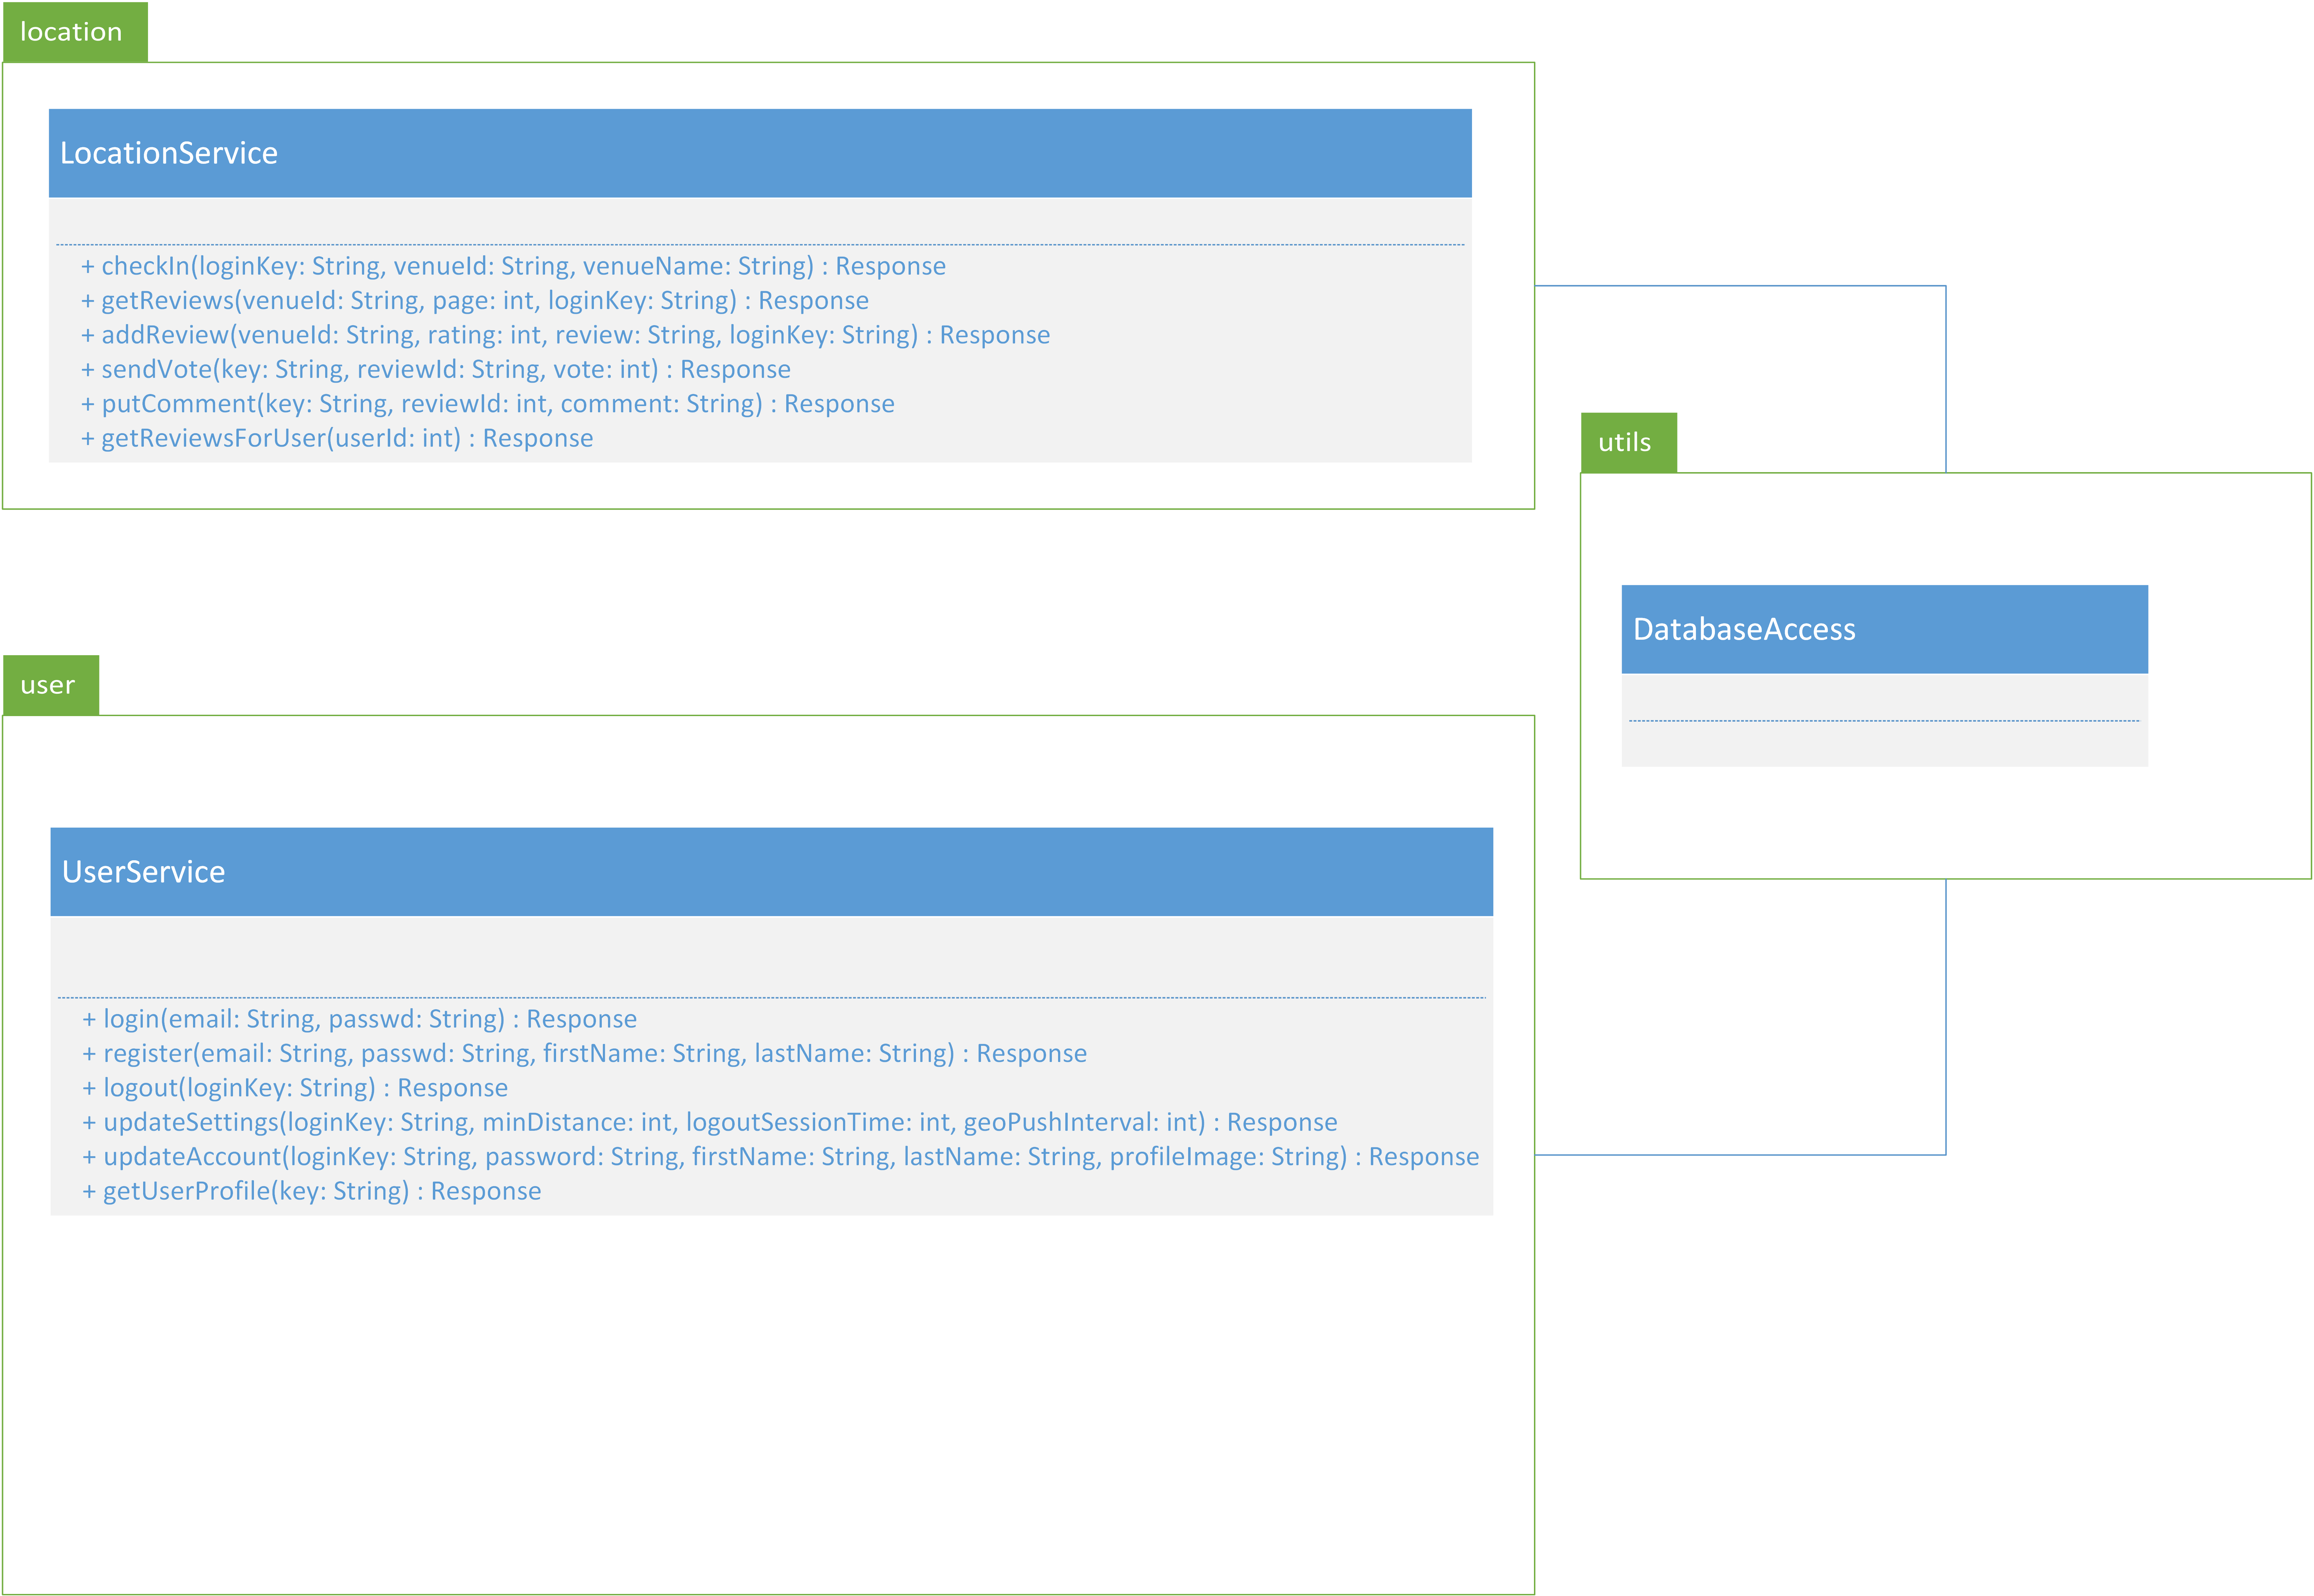 location
LocationService
+ checkIn(loginKey: String, venueId: String, venueName: String) : Response
+ getReviews(venueId: String, page: int, loginKey: String) : Response
+ addReview(venueId: String, rating: int, review: String, loginKey: String) : Response
+ sendVote(key: String, reviewId: String, vote: int) : Response
+ putComment(key: String, reviewId: int, comment: String) : Response
+ getReviewsForUser(userId: int) : Response
utils
DatabaseAccess
user
UserService
+ login(email: String, passwd: String) : Response
+ register(email: String, passwd: String, firstName: String, lastName: String) : Response
+ logout(loginKey: String) : Response
+ updateSettings(loginKey: String, minDistance: int, logoutSessionTime: int, geoPushInterval: int) : Response
+ updateAccount(loginKey: String, password: String, firstName: String, lastName: String, profileImage: String) : Response
+ getUserProfile(key: String) : Response